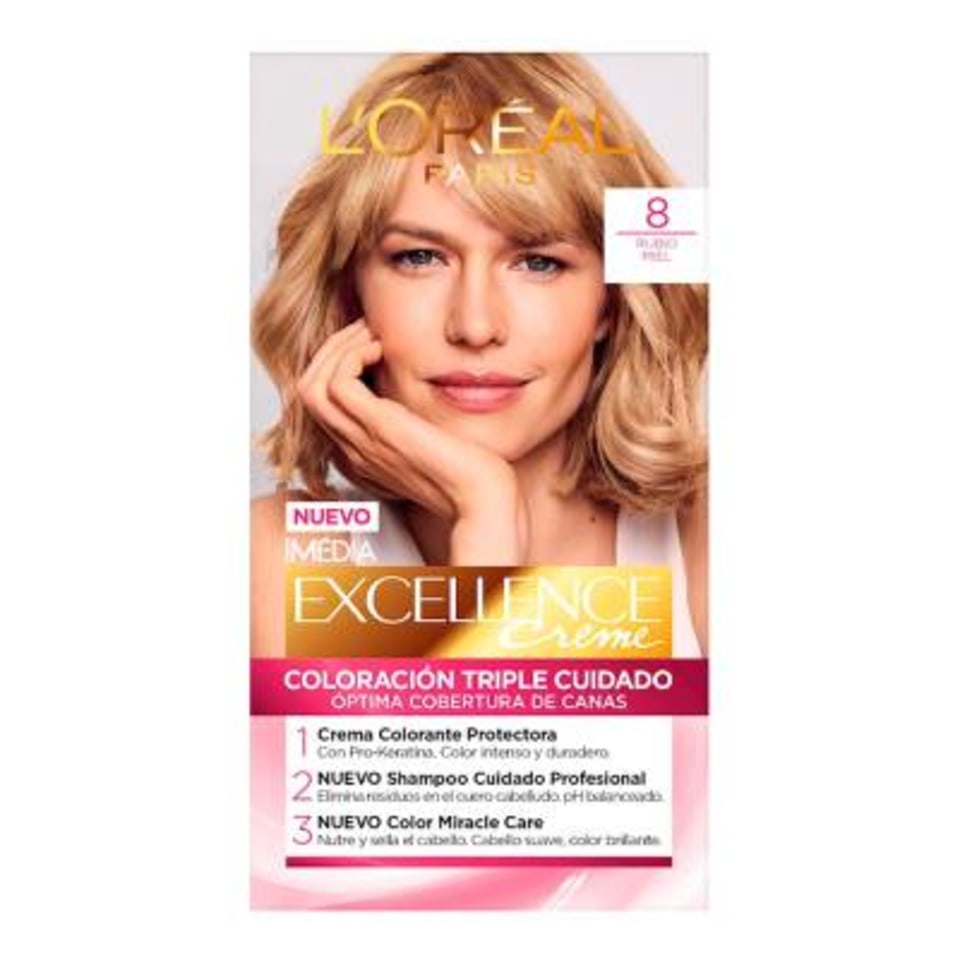 L'ORÉAL
PARIS
8
RUBIO
MIEL
NUEVO
IMÉDIA
EXCELLENCE
Creme
COLORACIÓN TRIPLE CUIDADO
ÓPTIMA COBERTURA DE CANAS
1 Crema Colorante Protectora
Con Pro-Keratina. Color intenso y duradero.
2 NUEVO Shampoo Cuidado Profesional
Elimina residuos en el cuero cabelludo. pH balanceado.
3 NUEVO Color Miracle Care
Nutre y sella el cabello. Cabello suave, color brillante.